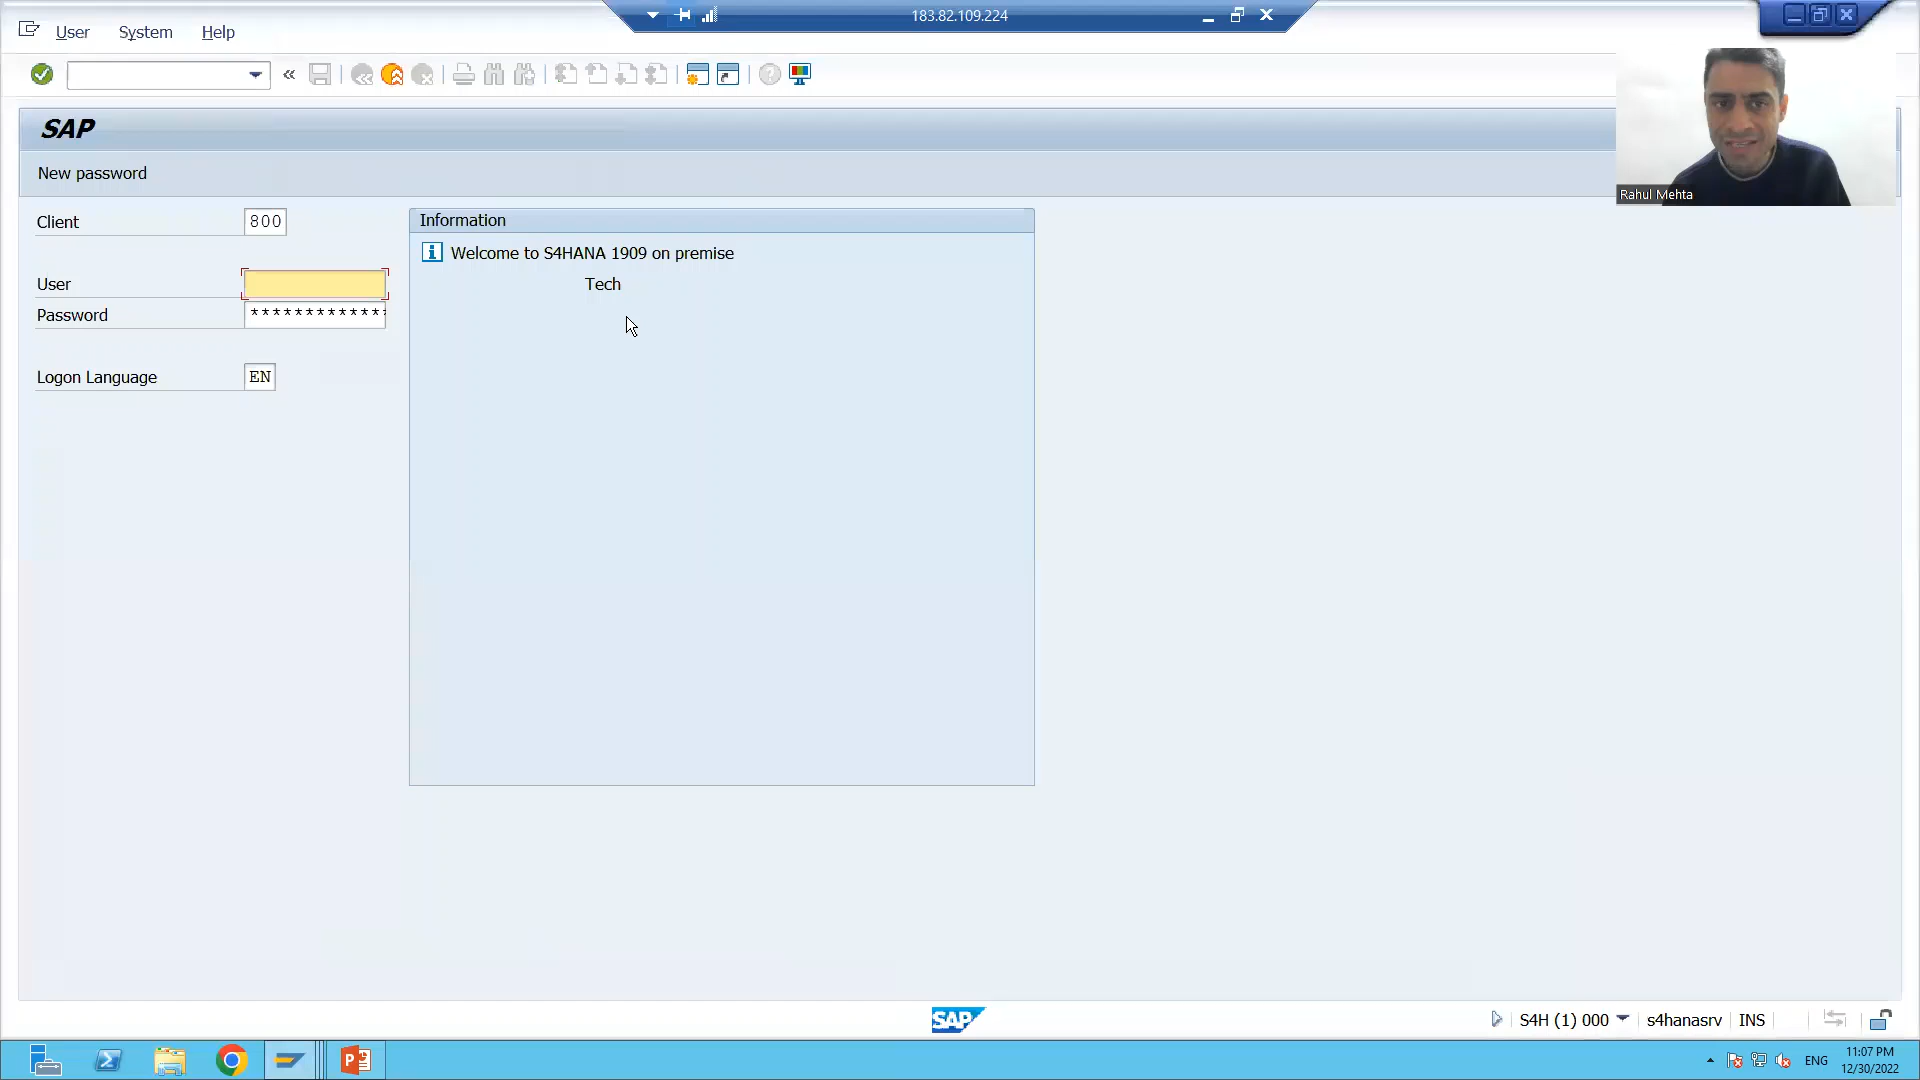 183.82.109.224
User System Help
SAP
New password
Rahul Mehta
Client 800
Information
Welcome to S4HANA 1909 on premise
User
Tech
Password *************
Logon Language EN
SAP
S4H (1) 000 s4hanasrv INS
ENG
11:07 PM
12/30/2022